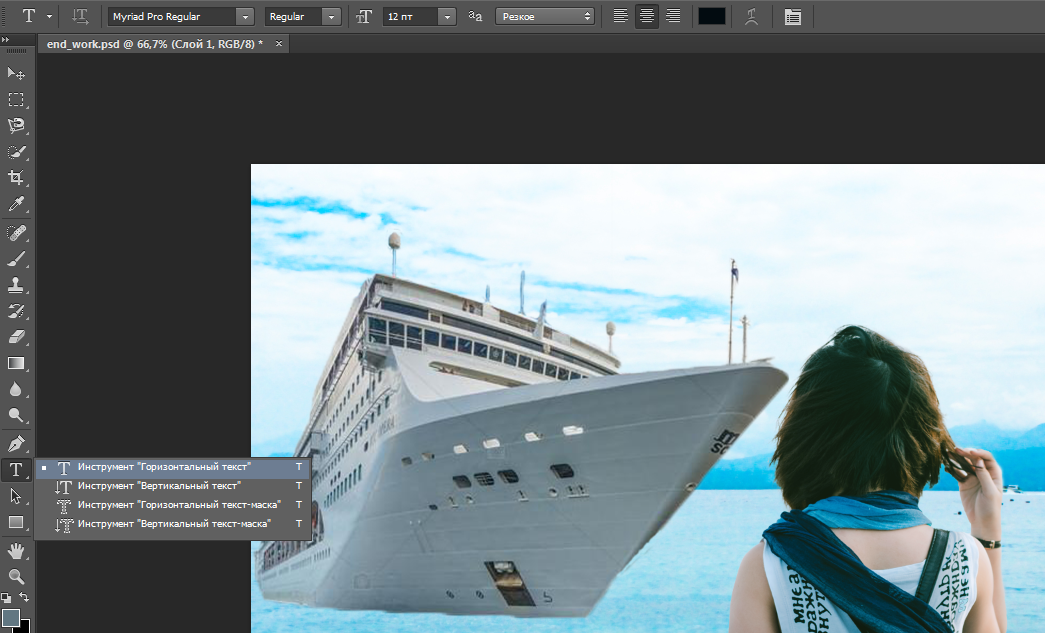 T
T
Myriad Pro Regular
Regular
T
12 пт
aa
Резкое
end_work.psd @ 66,7% (Слой 1, RGB/8) * ×
T
Инструмент "Горизонтальный текст" T
Инструмент "Вертикальный текст" T
Инструмент "Горизонтальный текст-маска" T
Инструмент "Вертикальный текст-маска" T